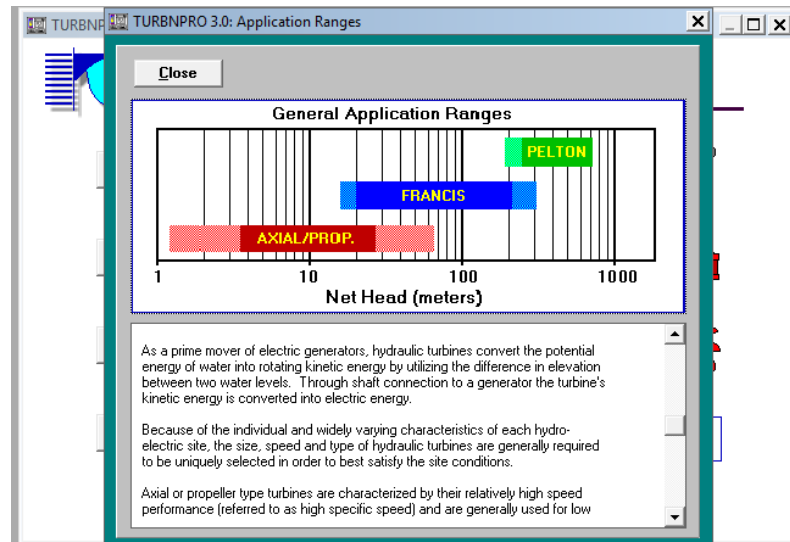 TURBNP
TURBNPRO 3.0: Application Ranges
Close
General Application Ranges
PELTON
FRANCIS
AXIAL/PROP.
1 10 100 1000
Net Head (meters)
As a prime mover of electric generators, hydraulic turbines convert the potential
energy of water into rotating kinetic energy by utilizing the difference in elevation
between two water levels. Through shaft connection to a generator the turbine's
kinetic energy is converted into electric energy.
Because of the individual and widely varying characteristics of each hydro-
electric site, the size, speed and type of hydraulic turbines are generally required
to be uniquely selected in order to best satisfy the site conditions.
Axial or propeller type turbines are characterized by their relatively high speed
performance (referred to as high specific speed) and are generally used for low